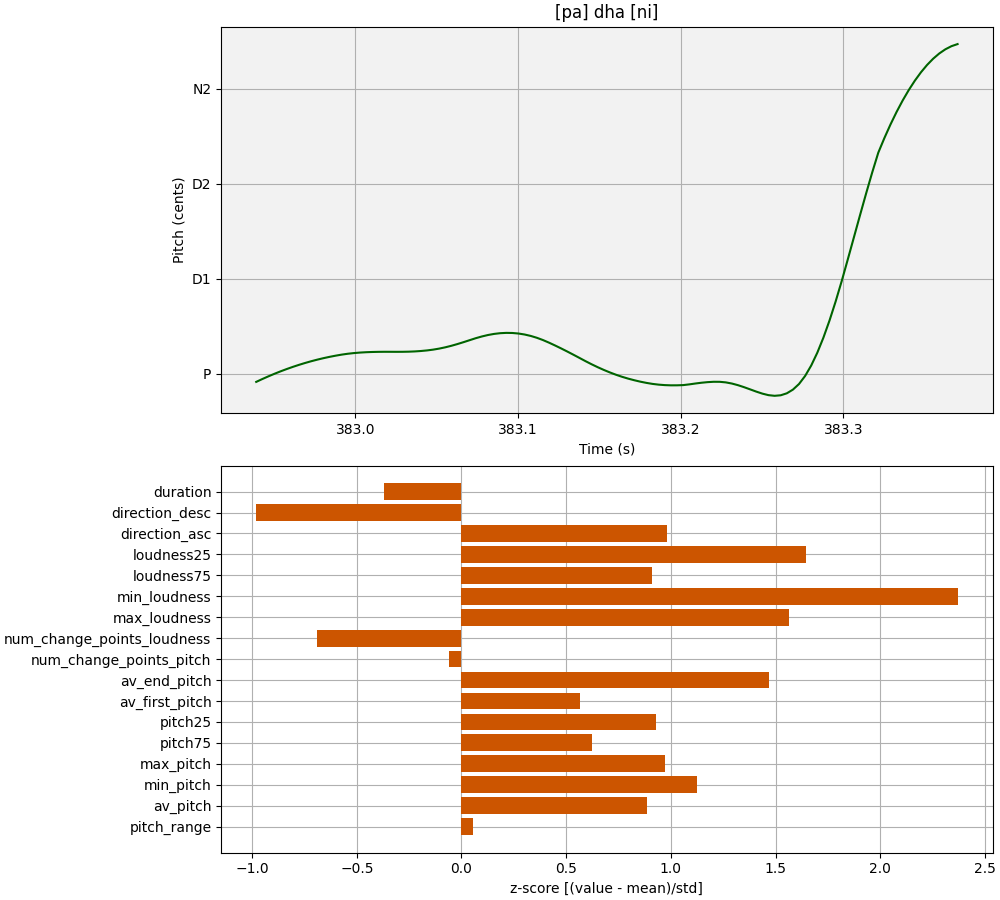 [pa] dha [ni]
N2
D2
D1
P
Pitch (cents)
383.0 383.1 383.2 383.3
Time (s)
duration
direction_desc
direction_asc
loudness25
loudness75
min_loudness
max_loudness
num_change_points_loudness
num_change_points_pitch
av_end_pitch
av_first_pitch
pitch25
pitch75
max_pitch
min_pitch
av_pitch
pitch_range
−1.0 −0.5 0.0 0.5 1.0 1.5 2.0 2.5
z-score [(value - mean)/std]